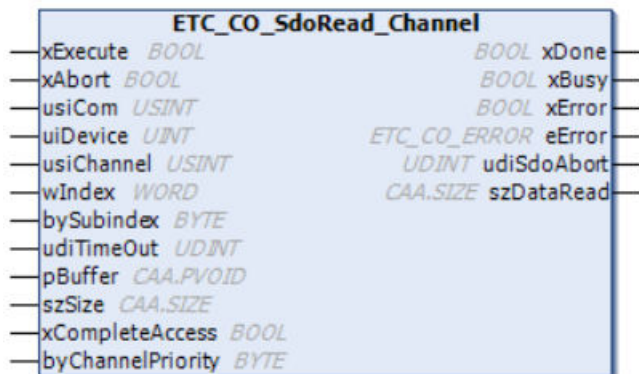 ETC_CO_SdoRead_Channel
xExecute BOOL BOOL xDone
xAbort BOOL BOOL xBusy
usiCom USINT BOOL xError
uiDevice UINT ETC_CO_ERROR eError
usiChannel USINT UDINT udiSdoAbort
wIndex WORD CAA.SIZE szDataRead
bySubindex BYTE
udiTimeOut UDINT
pBuffer CAA.PVOID
szSize CAA.SIZE
xCompleteAccess BOOL
byChannelPriority BYTE